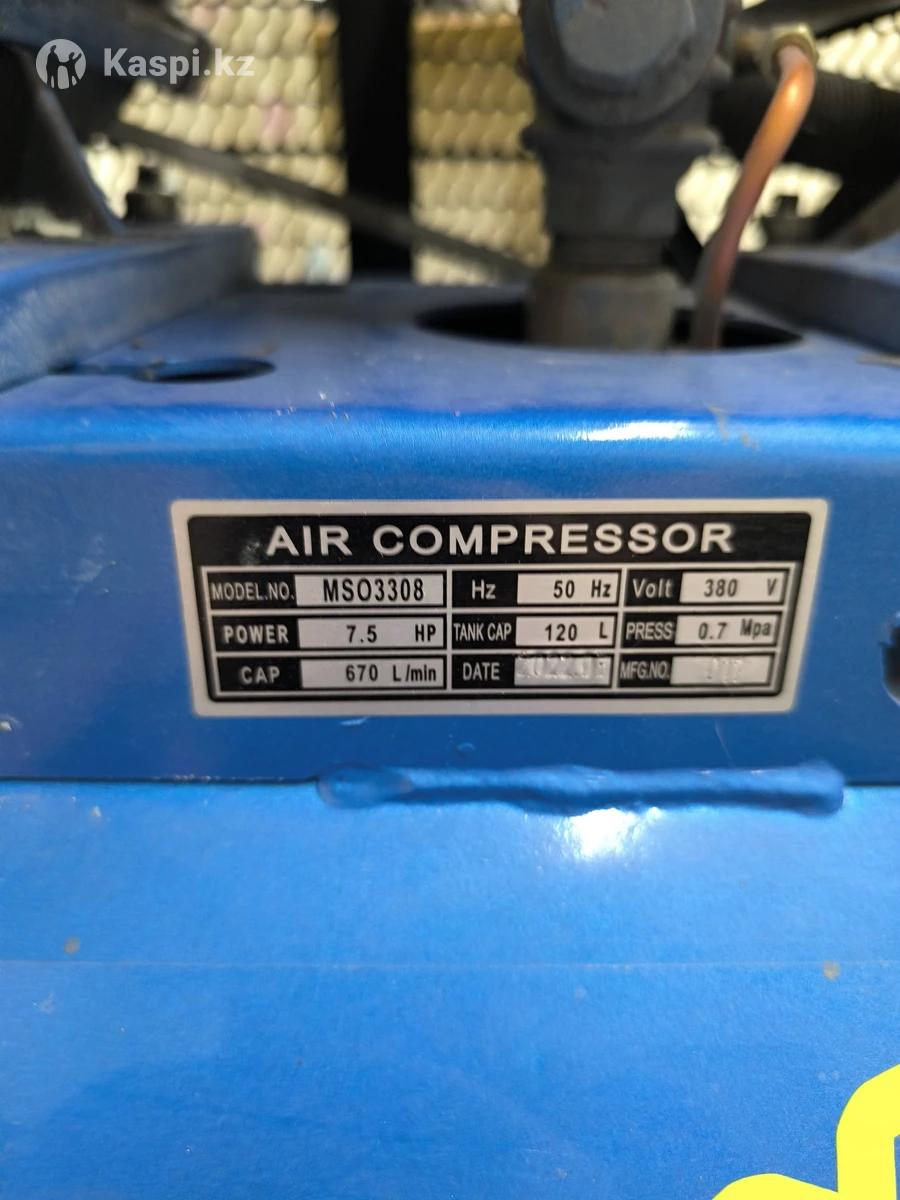 Kaspi.kz
AIR COMPRESSOR
MODEL.NO. MSO3308 Hz 50 Hz Volt 380 V
POWER 7.5 HP TANK CAP 120 L PRESS 0.7 Mpa
CAP 670 L/min DATE MFG.NO.